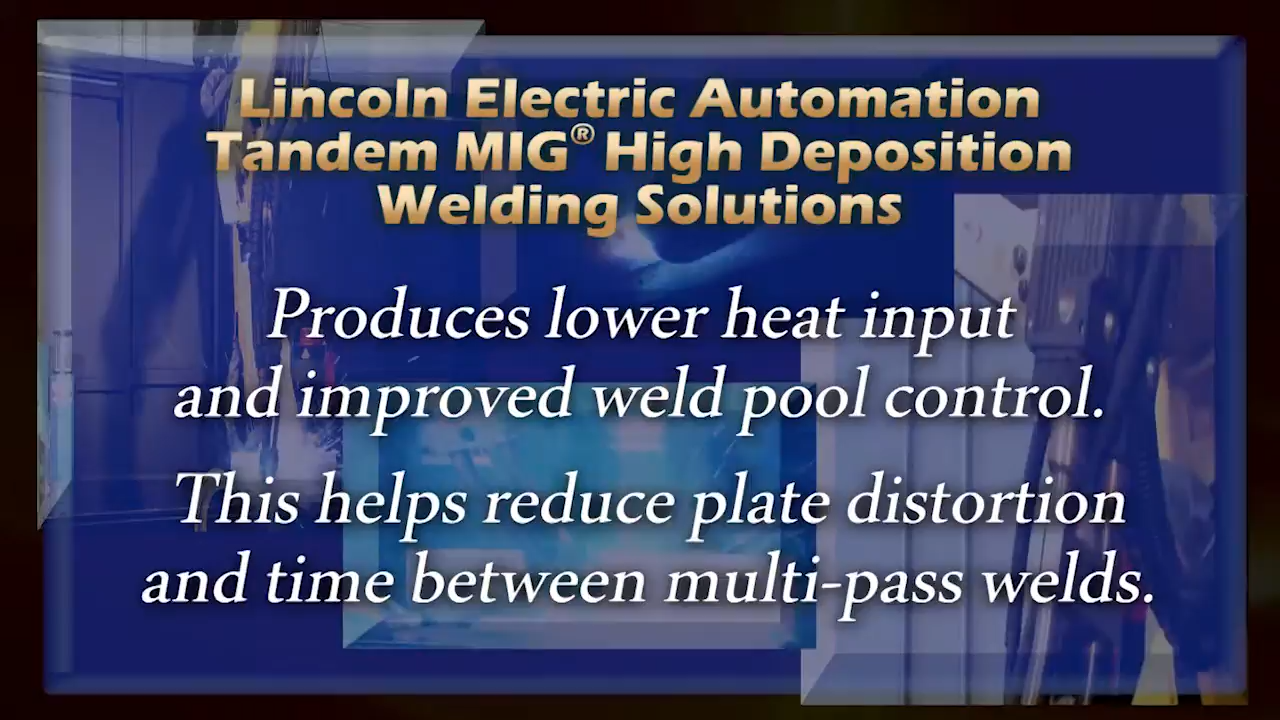 Lincoln Electric Automation
Tandem MIG® High Deposition
Welding Solutions
Produces lower heat input
and improved weld pool control.
This helps reduce plate distortion
and time between multi-pass welds.